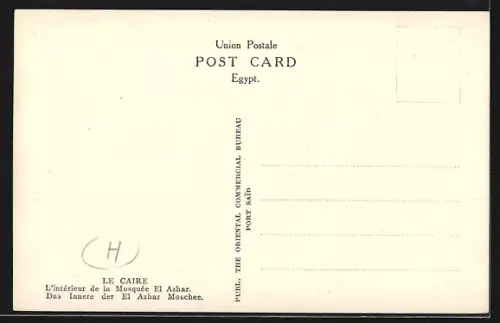 Union Postale
POST CARD
Egypt.
PUBL. THE ORIENTAL COMMERCIAL BUREAU
PORT SAÏD
H
LE CAIRE
L'intérieur de la Mosquée El Azhar.
Das Innere der El Azhar Moschee.